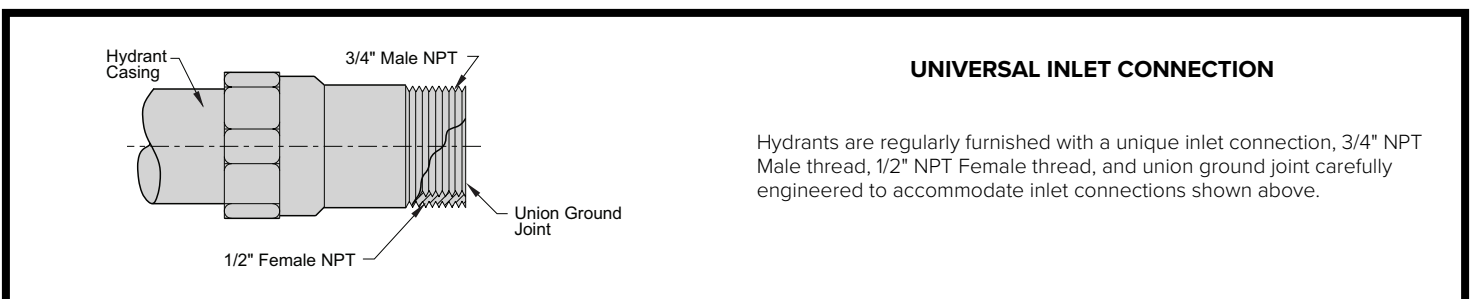 Hydrant
Casing
3/4" Male NPT
Union Ground
Joint
1/2" Female NPT
UNIVERSAL INLET CONNECTION
Hydrants are regularly furnished with a unique inlet connection, 3/4" NPT
Male thread, 1/2" NPT Female thread, and union ground joint carefully
engineered to accommodate inlet connections shown above.